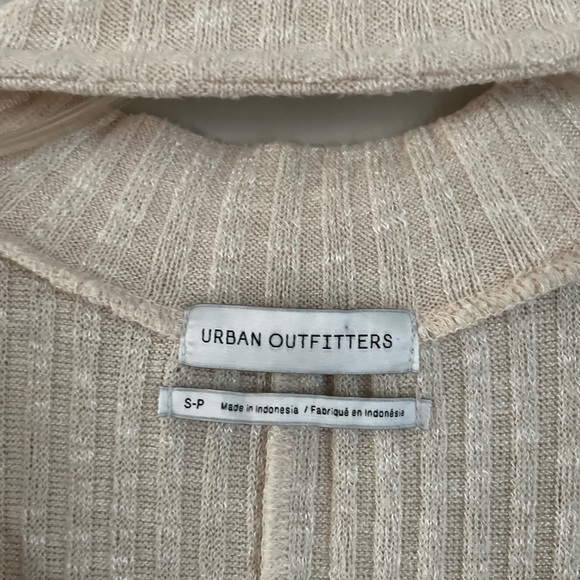 URBAN OUTFITTERS
S-P Made in Indonesia / Fabriqué en Indonésie